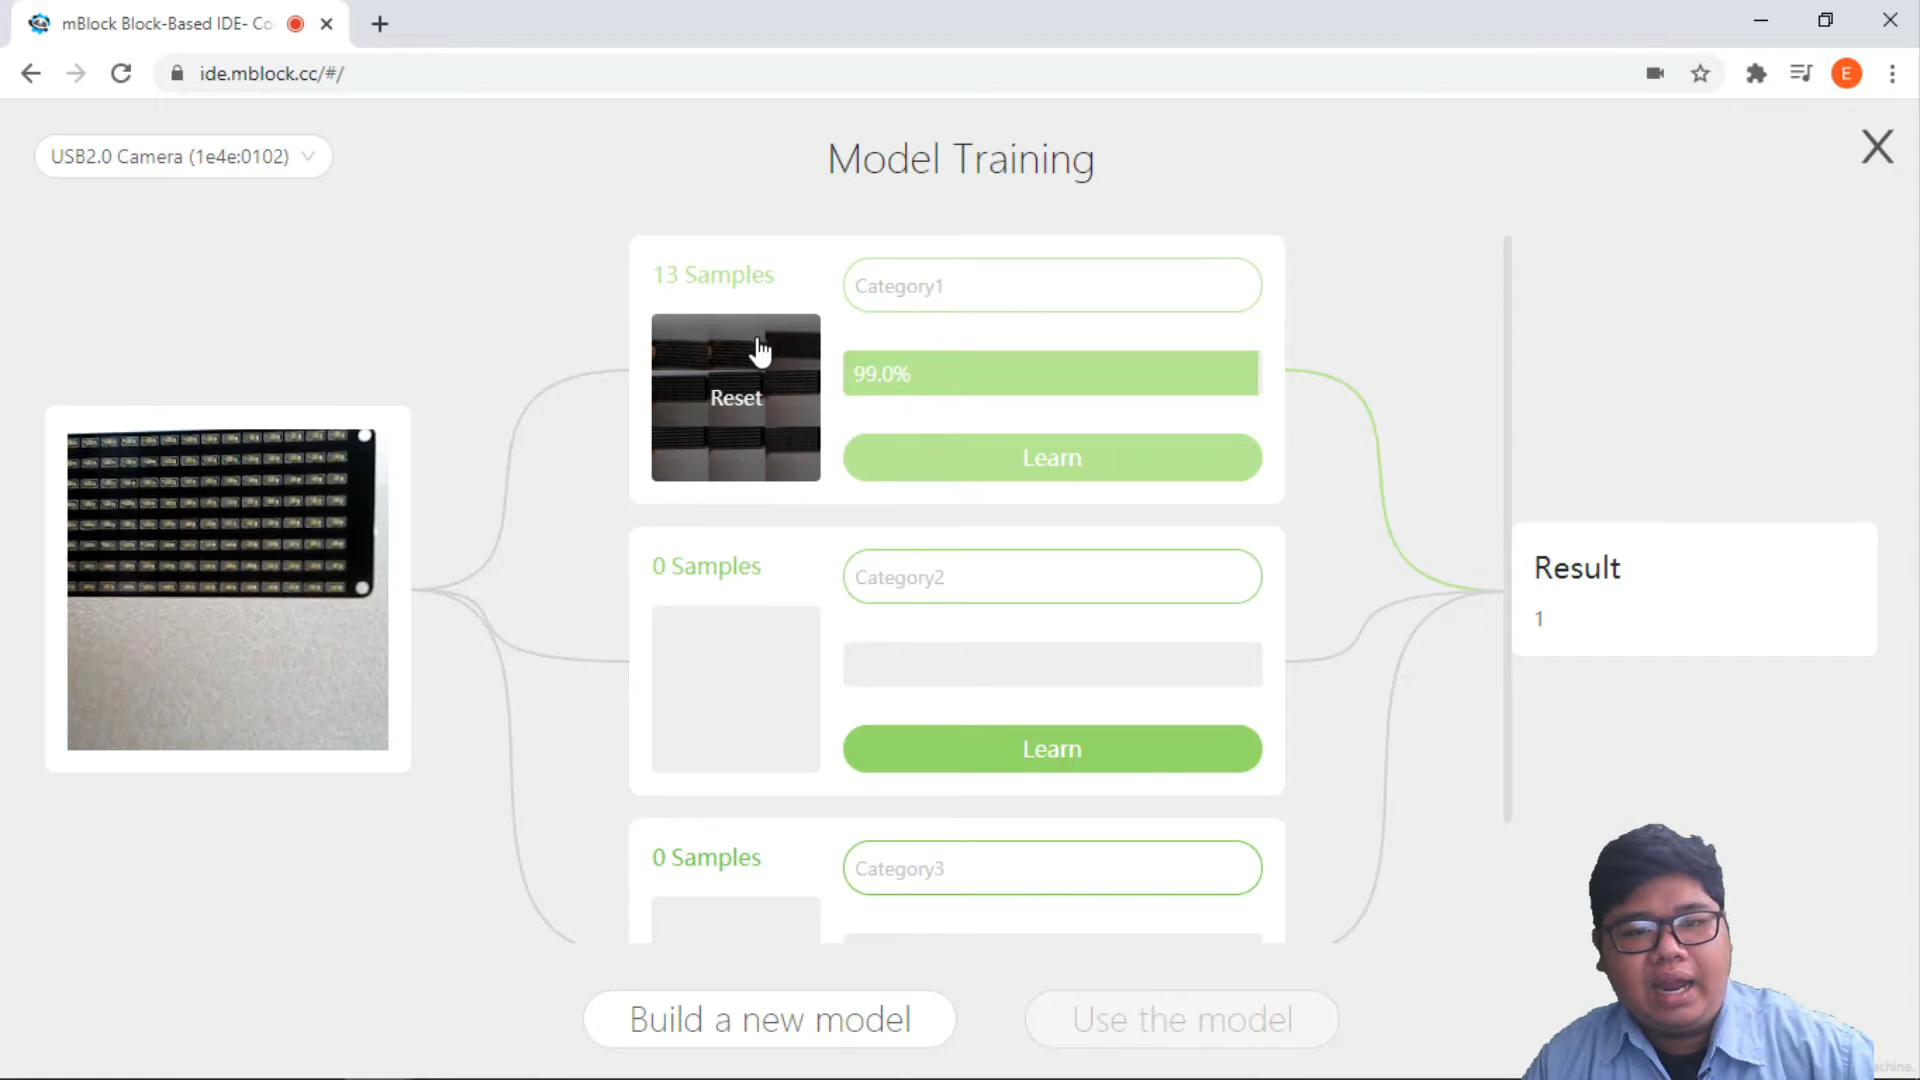 mBlock Block-Based IDE- Co
ide.mblock.cc/#/
E
USB2.0 Camera (1e4e:0102)
Model Training
X
13 Samples
Category1
Reset
99.0%
Learn
0 Samples
Category2
Learn
0 Samples
Category3
Result
1
Build a new model
Use the model
achine.